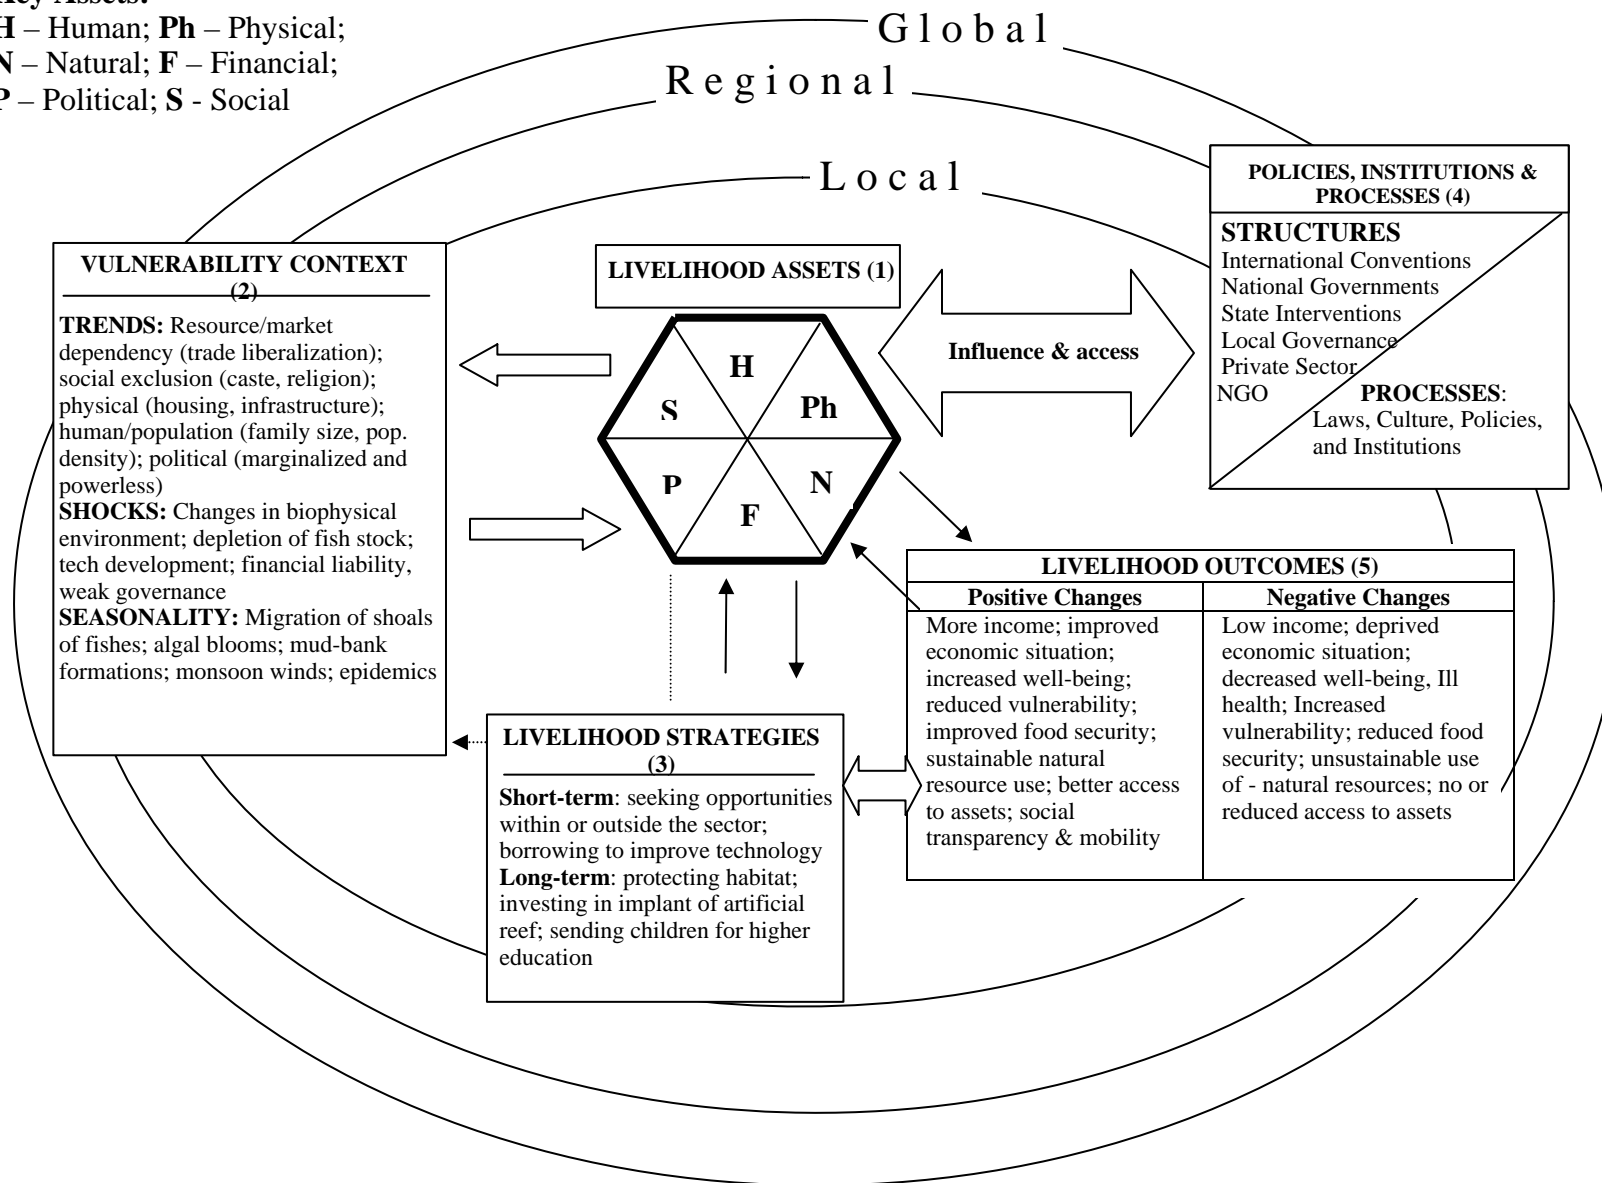 Key Assets:
H – Human; Ph – Physical;
N – Natural; F – Financial;
P – Political; S - Social
Global
Regional
Local
VULNERABILITY CONTEXT
(2)
TRENDS: Resource/market
dependency (trade liberalization);
social exclusion (caste, religion);
physical (housing, infrastructure);
human/population (family size, pop.
density); political (marginalized and
powerless)
SHOCKS: Changes in biophysical
environment; depletion of fish stock;
tech development; financial liability,
weak governance
SEASONALITY: Migration of shoals
of fishes; algal blooms; mud-bank
formations; monsoon winds; epidemics
LIVELIHOOD ASSETS (1)
H
S
Ph
P
N
F
Influence & access
POLICIES, INSTITUTIONS &
PROCESSES (4)
STRUCTURES
International Conventions
National Governments
State Interventions
Local Governance
Private Sector
NGO
PROCESSES:
Laws, Culture, Policies,
and Institutions
LIVELIHOOD STRATEGIES
(3)
Short-term: seeking opportunities
within or outside the sector;
borrowing to improve technology
Long-term: protecting habitat;
investing in implant of artificial
reef; sending children for higher
education
LIVELIHOOD OUTCOMES (5)
Positive Changes
More income; improved
economic situation;
increased well-being;
reduced vulnerability;
improved food security;
sustainable natural
resource use; better access
to assets; social
transparency & mobility
Negative Changes
Low income; deprived
economic situation;
decreased well-being, Ill
health; Increased
vulnerability; reduced food
security; unsustainable use
of - natural resources; no or
reduced access to assets